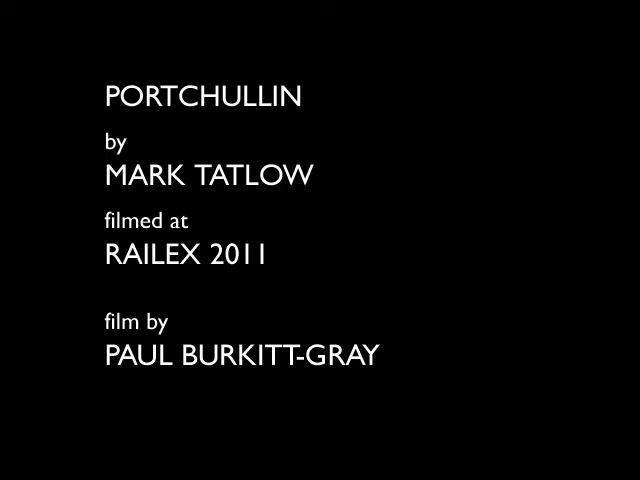 PORTCHULLIN
by
MARK TATLOW
filmed at
RAILEX 2011
film by
PAUL BURKITT-GRAY